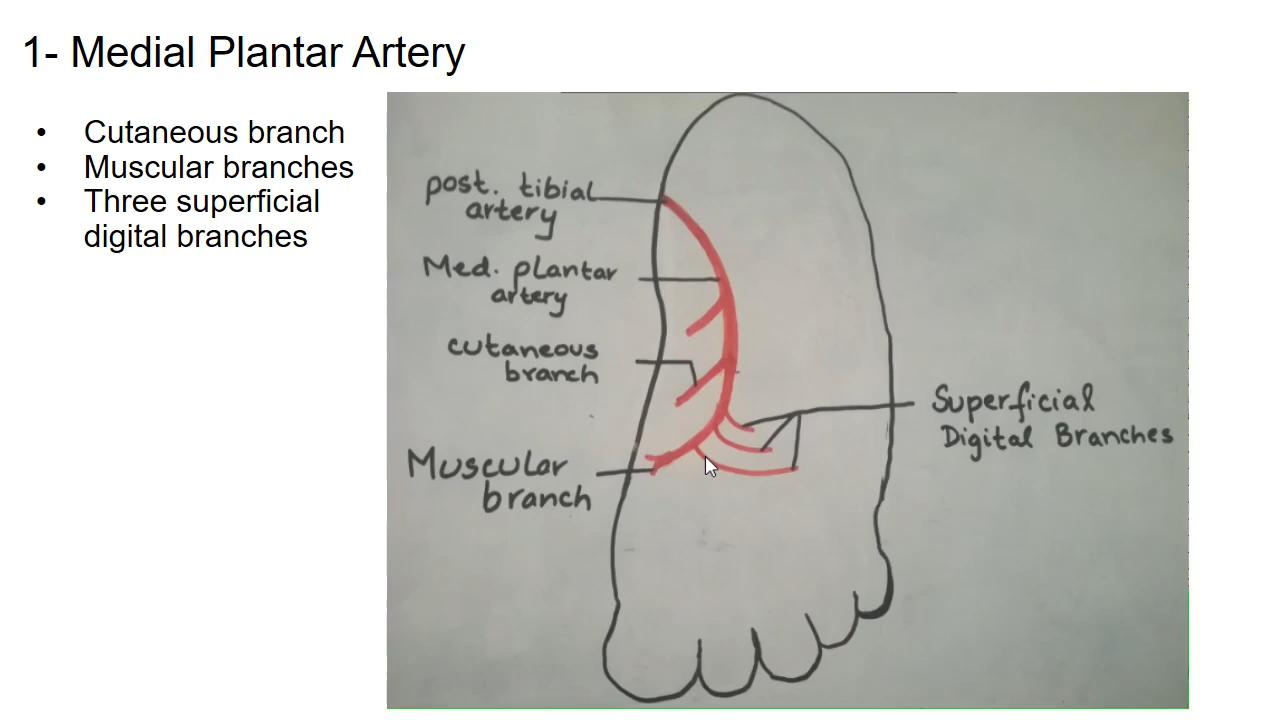 1- Medial Plantar Artery
• Cutaneous branch
• Muscular branches
• Three superficial
digital branches
post. tibial
artery
Med. plantar
artery
cutaneous
branch
Muscular
branch
Superficial
Digital Branches